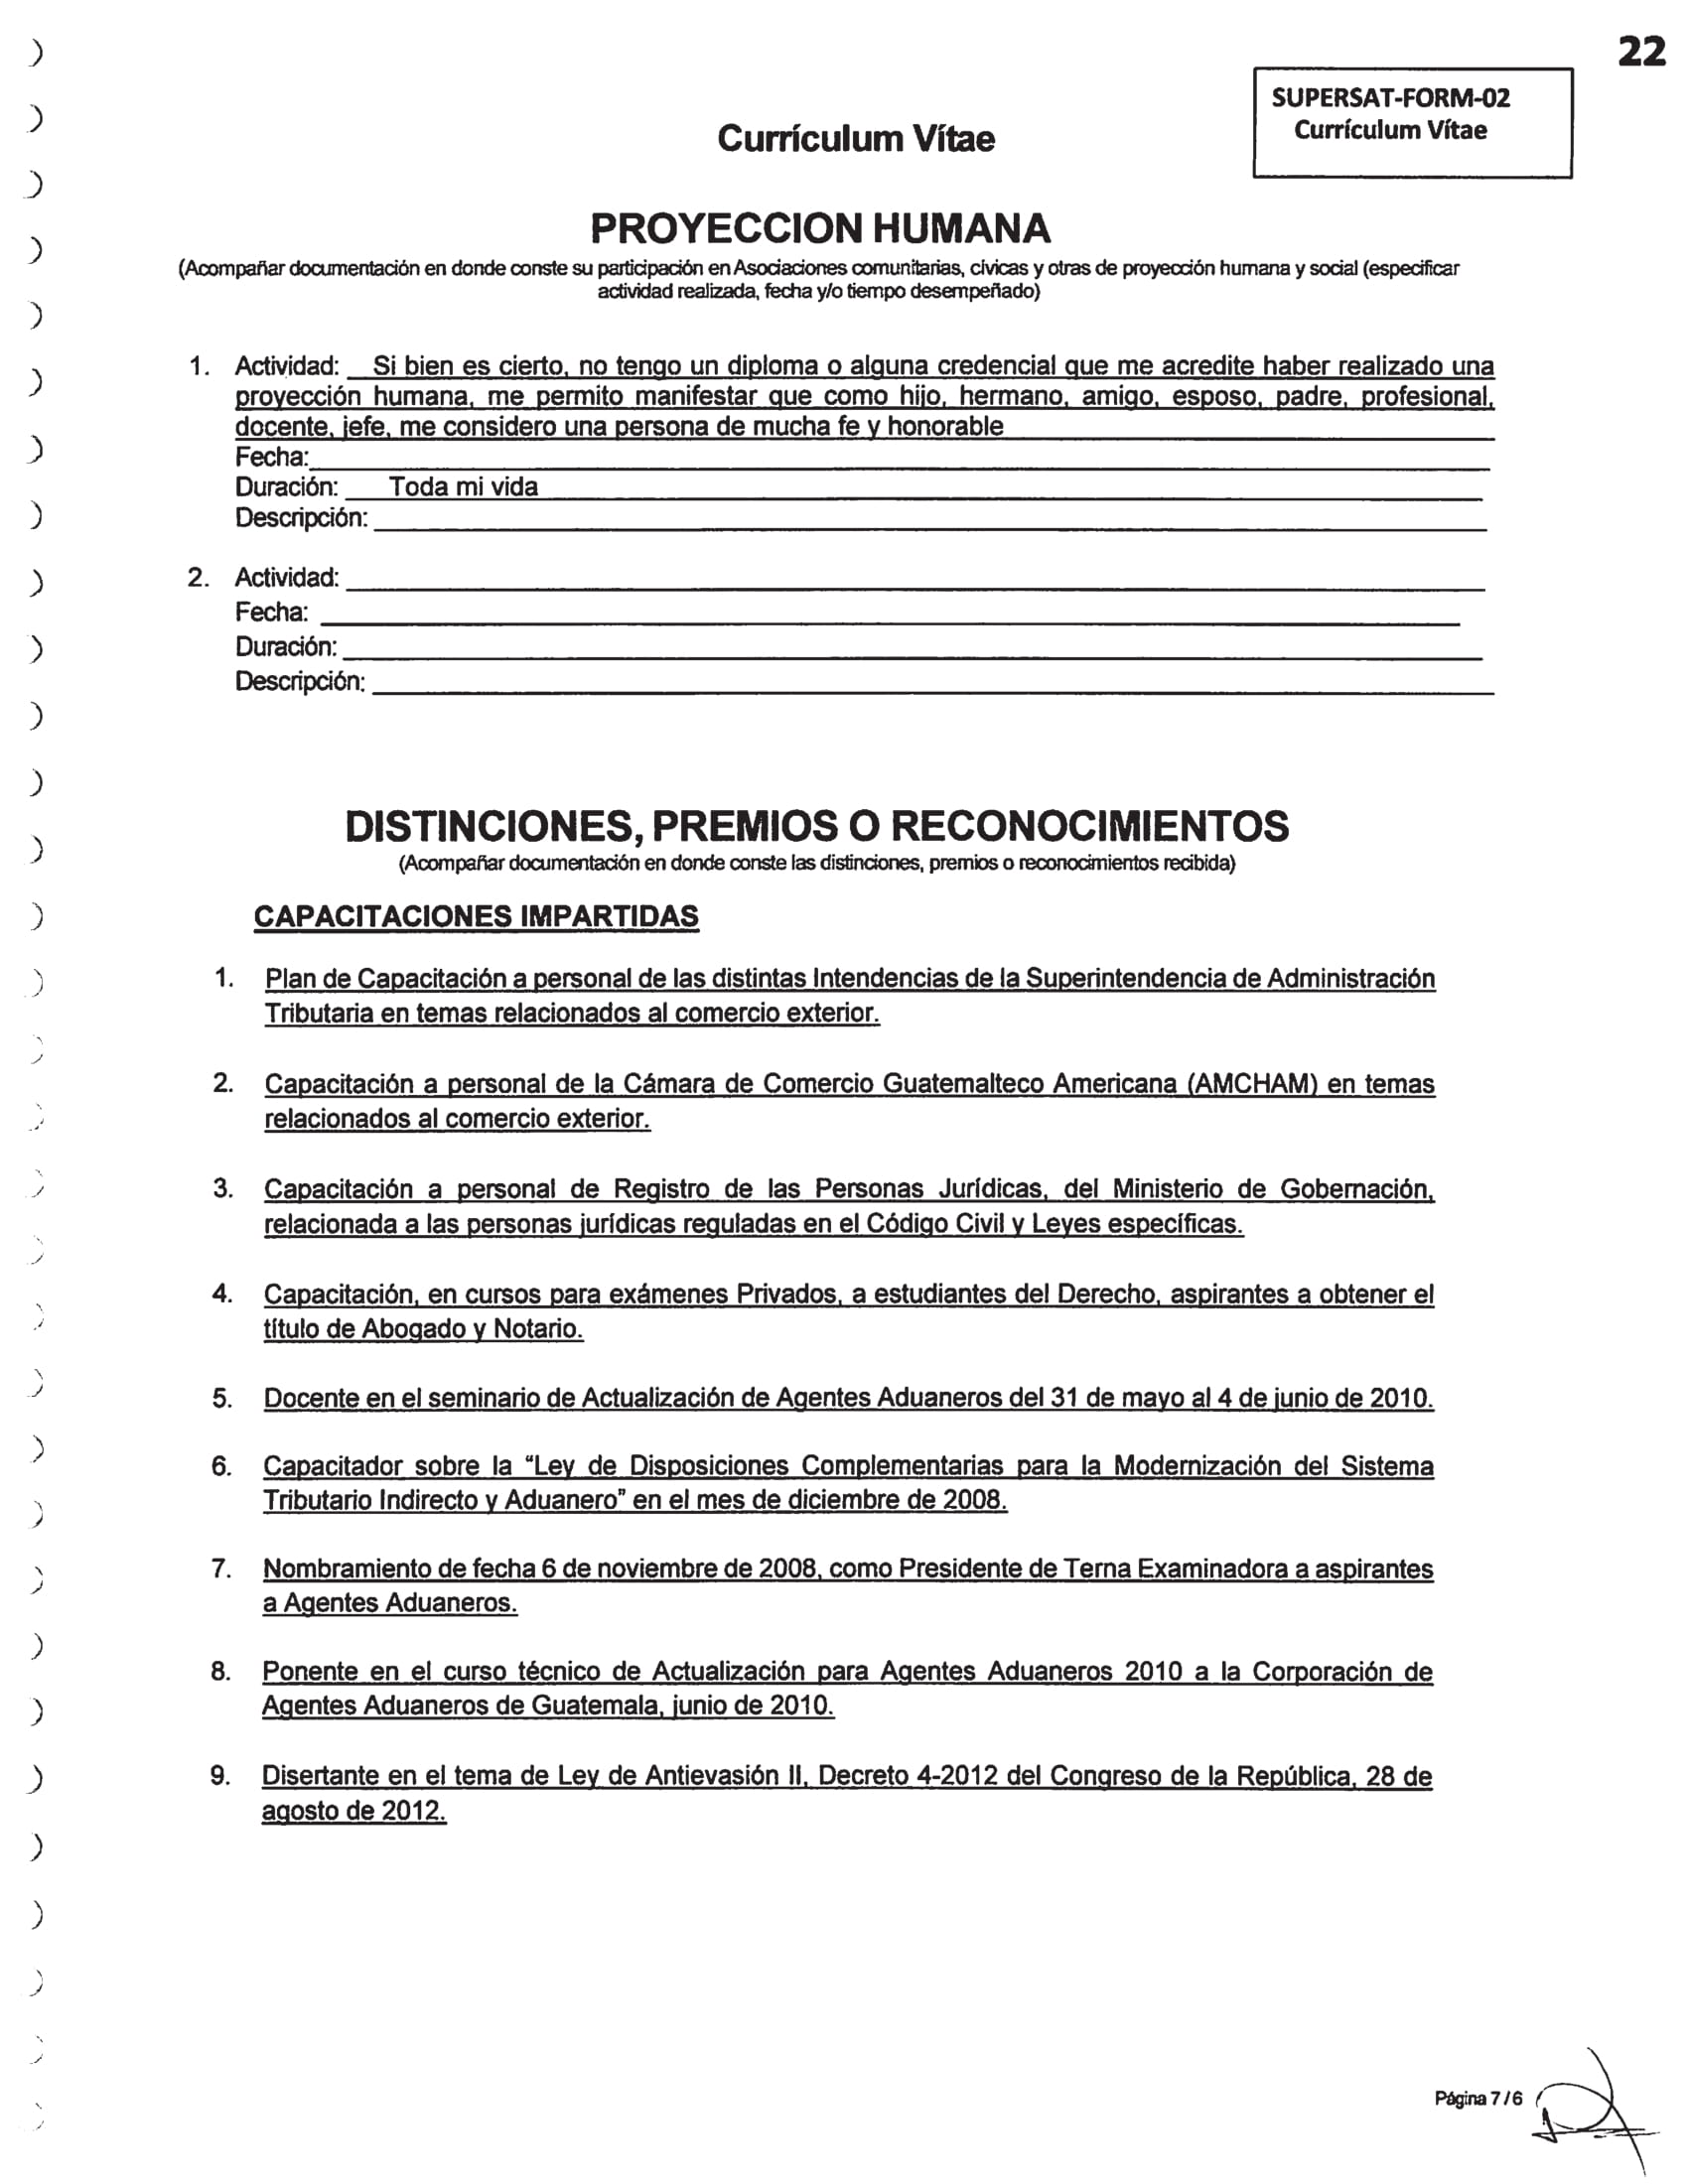 22
SUPERSAT-FORM-02
Currículum Vítae
Currículum Vítae
PROYECCION HUMANA
(Acompañar documentación en donde conste su participación en Asociaciones comunitarias, cívicas y otras de proyección humana y social (especificar
actividad realizada, fecha y/o tiempo desempeñado)
1. Actividad: Si bien es cierto, no tengo un diploma o alguna credencial que me acredite haber realizado una
proyección humana, me permito manifestar que como hijo, hermano, amigo, esposo, padre, profesional,
docente, jefe, me considero una persona de mucha fe y honorable
Fecha:
Duración: Toda mi vida
Descripción:
2. Actividad:
Fecha:
Duración:
Descripción:
DISTINCIONES, PREMIOS O RECONOCIMIENTOS
(Acompañar documentación en donde conste las distinciones, premios o reconocimientos recibida)
CAPACITACIONES IMPARTIDAS
1. Plan de Capacitación a personal de las distintas Intendencias de la Superintendencia de Administración
Tributaria en temas relacionados al comercio exterior.
2. Capacitación a personal de la Cámara de Comercio Guatemalteco Americana (AMCHAM) en temas
relacionados al comercio exterior.
3. Capacitación a personal de Registro de las Personas Jurídicas, del Ministerio de Gobernación,
relacionada a las personas jurídicas reguladas en el Código Civil y Leyes específicas.
4. Capacitación, en cursos para exámenes Privados, a estudiantes del Derecho, aspirantes a obtener el
título de Abogado y Notario.
5. Docente en el seminario de Actualización de Agentes Aduaneros del 31 de mayo al 4 de junio de 2010.
6. Capacitador sobre la “Ley de Disposiciones Complementarias para la Modernización del Sistema
Tributario Indirecto y Aduanero” en el mes de diciembre de 2008.
7. Nombramiento de fecha 6 de noviembre de 2008, como Presidente de Terna Examinadora a aspirantes
a Agentes Aduaneros.
8. Ponente en el curso técnico de Actualización para Agentes Aduaneros 2010 a la Corporación de
Agentes Aduaneros de Guatemala, junio de 2010.
9. Disertante en el tema de Ley de Antievasión II, Decreto 4-2012 del Congreso de la República, 28 de
agosto de 2012.
Página 7 / 6